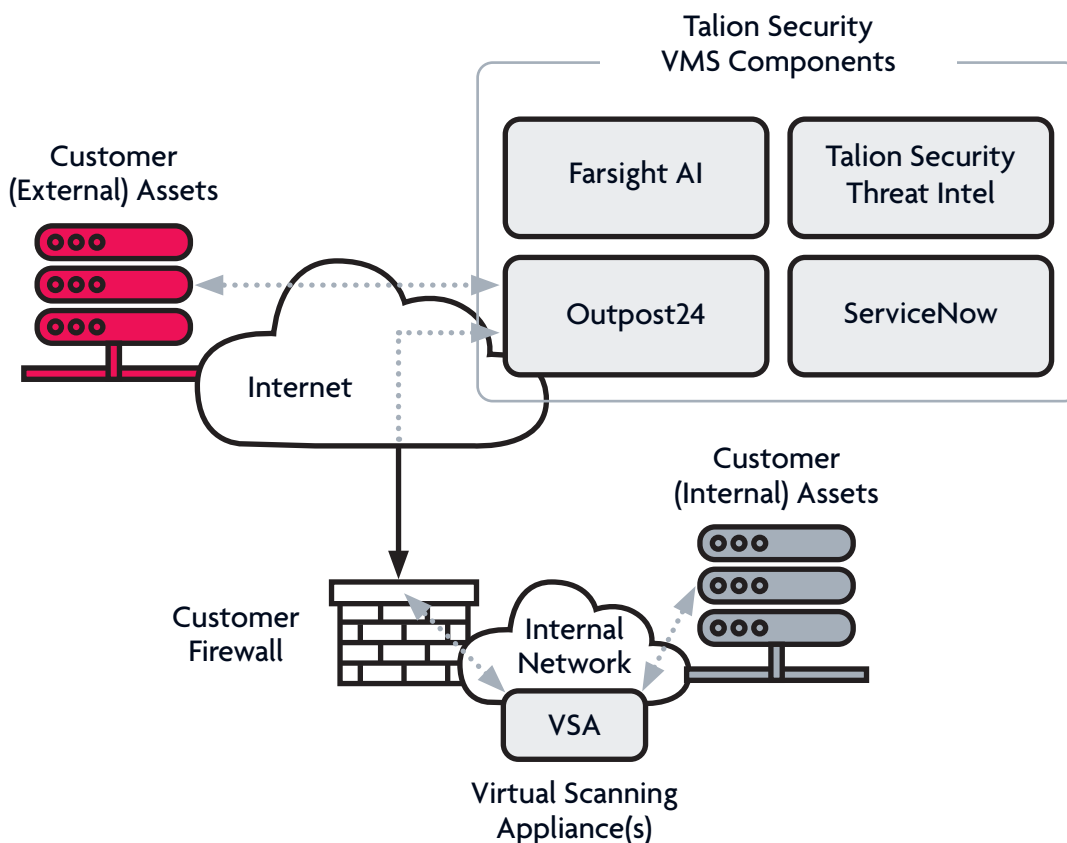 Talion Security
VMS Components
Customer
(External) Assets
Farsight AI
Talion Security
Threat Intel
Outpost24
ServiceNow
Internet
Customer
(Internal) Assets
Customer
Firewall
Internal
Network
VSA
Virtual Scanning
Appliance(s)